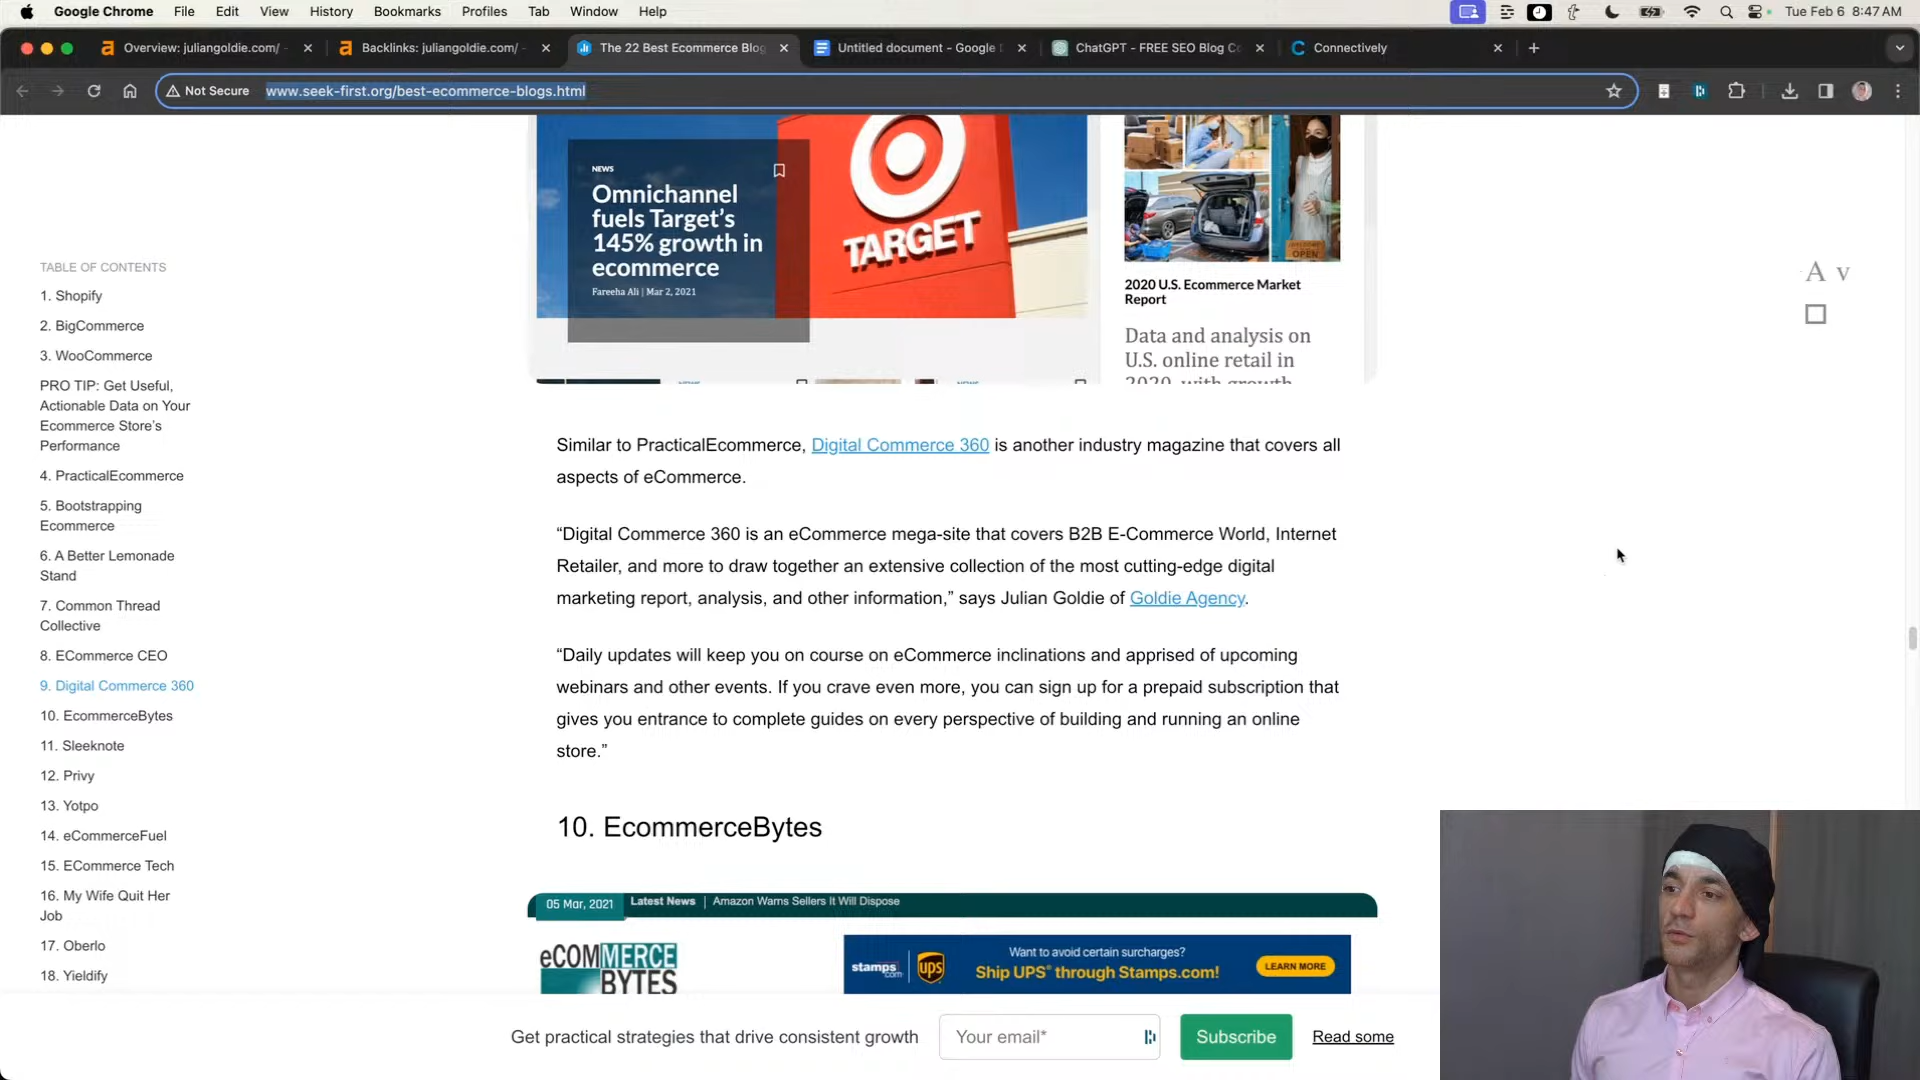 Google Chrome File Edit View History Bookmarks Profiles Tab Window Help
Tue Feb 6 8:47 AM
Overview: juliangoldie.com/ -
Backlinks: juliangoldie.com/ -
The 22 Best Ecommerce Blog
Untitled document - Google
ChatGPT - FREE SEO Blog Co
Connectively
Not Secure
www.seek-first.org/best-ecommerce-blogs.html
TABLE OF CONTENTS
1. Shopify
2. BigCommerce
3. WooCommerce
PRO TIP: Get Useful,
Actionable Data on Your
Ecommerce Store's
Performance
4. PracticalEcommerce
5. Bootstrapping
Ecommerce
6. A Better Lemonade
Stand
7. Common Thread
Collective
8. ECommerce CEO
9. Digital Commerce 360
10. EcommerceBytes
11. Sleeknote
12. Privy
13. Yotpo
14. eCommerceFuel
15. ECommerce Tech
16. My Wife Quit Her
Job
17. Oberlo
18. Yieldify
NEWS
Omnichannel
fuels Target's
145% growth in
ecommerce
Fareeha Ali | Mar 2, 2021
TARGET
OPEN
2020 U.S. Ecommerce Market
Report
Data and analysis on
U.S. online retail in
2020, with growth
NEWS
NEWS
A v
Similar to PracticalEcommerce, Digital Commerce 360 is another industry magazine that covers all
aspects of eCommerce.
“Digital Commerce 360 is an eCommerce mega-site that covers B2B E-Commerce World, Internet
Retailer, and more to draw together an extensive collection of the most cutting-edge digital
marketing report, analysis, and other information,” says Julian Goldie of Goldie Agency.
“Daily updates will keep you on course on eCommerce inclinations and apprised of upcoming
webinars and other events. If you crave even more, you can sign up for a prepaid subscription that
gives you entrance to complete guides on every perspective of building and running an online
store.”
10. EcommerceBytes
05 Mar, 2021
Latest News | Amazon Warns Sellers It Will Dispose
eCOMMERCE
BYTES
stamps.com
ups
Want to avoid certain surcharges?
Ship UPS® through Stamps.com!
LEARN MORE
Get practical strategies that drive consistent growth
Your email*
Subscribe
Read some